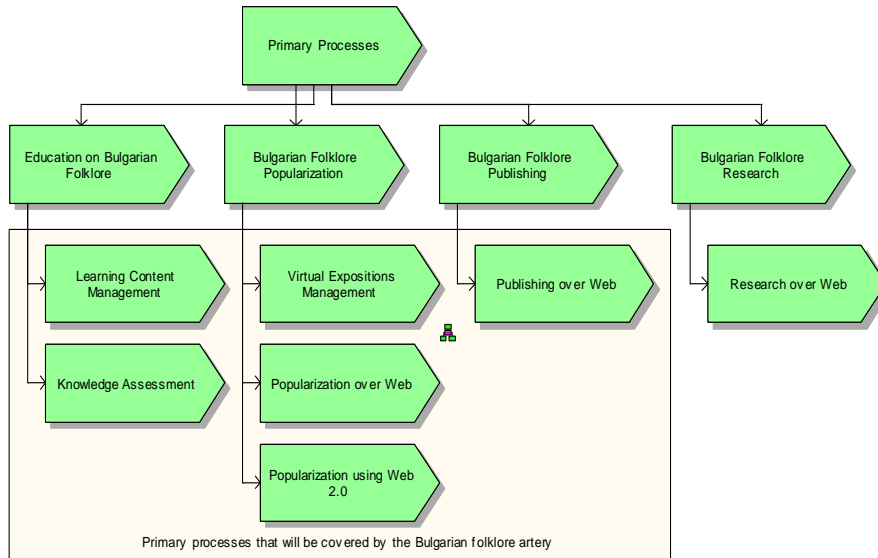 Primary Processes
Education on Bulgarian
Folklore
Bulgarian Folklore
Popularization
Bulgarian Folklore
Publishing
Bulgarian Folklore
Research
Learning Content
Management
Virtual Expositions
Management
Publishing over Web
Research over Web
Knowledge Assessment
Popularization over Web
Popularization using Web
2.0
Primary processes that will be covered by the Bulgarian folklore artery